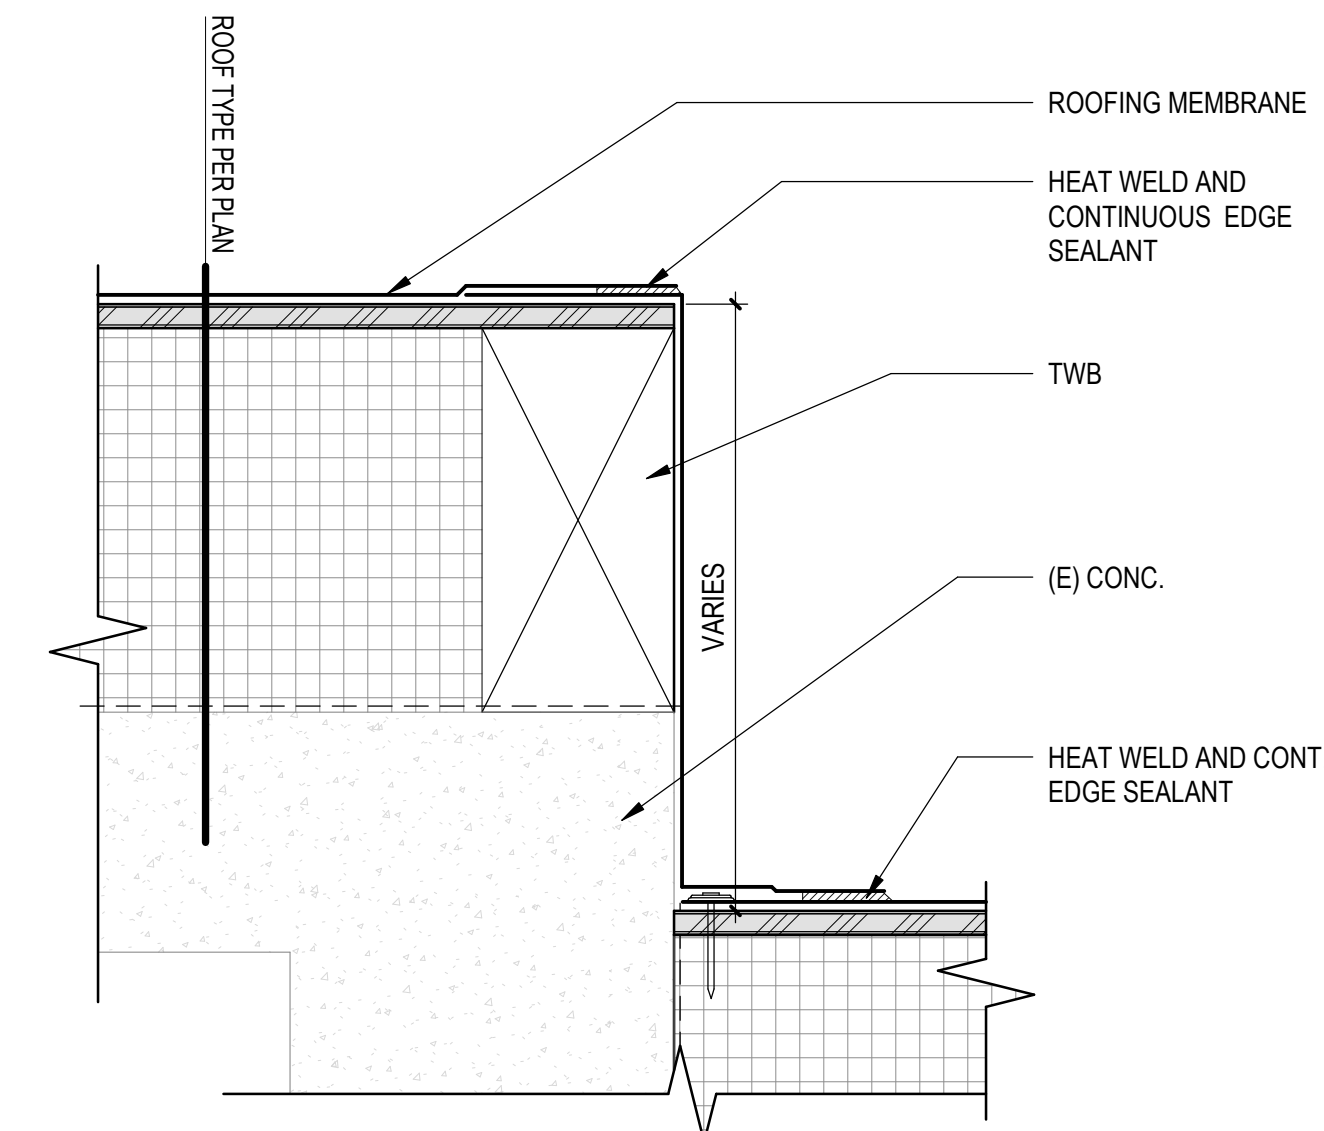 ROOF TYPE PER PLAN
ROOFING MEMBRANE
HEAT WELD AND
CONTINUOUS EDGE
SEALANT
TWB
VARIES
(E) CONC.
HEAT WELD AND CONT
EDGE SEALANT